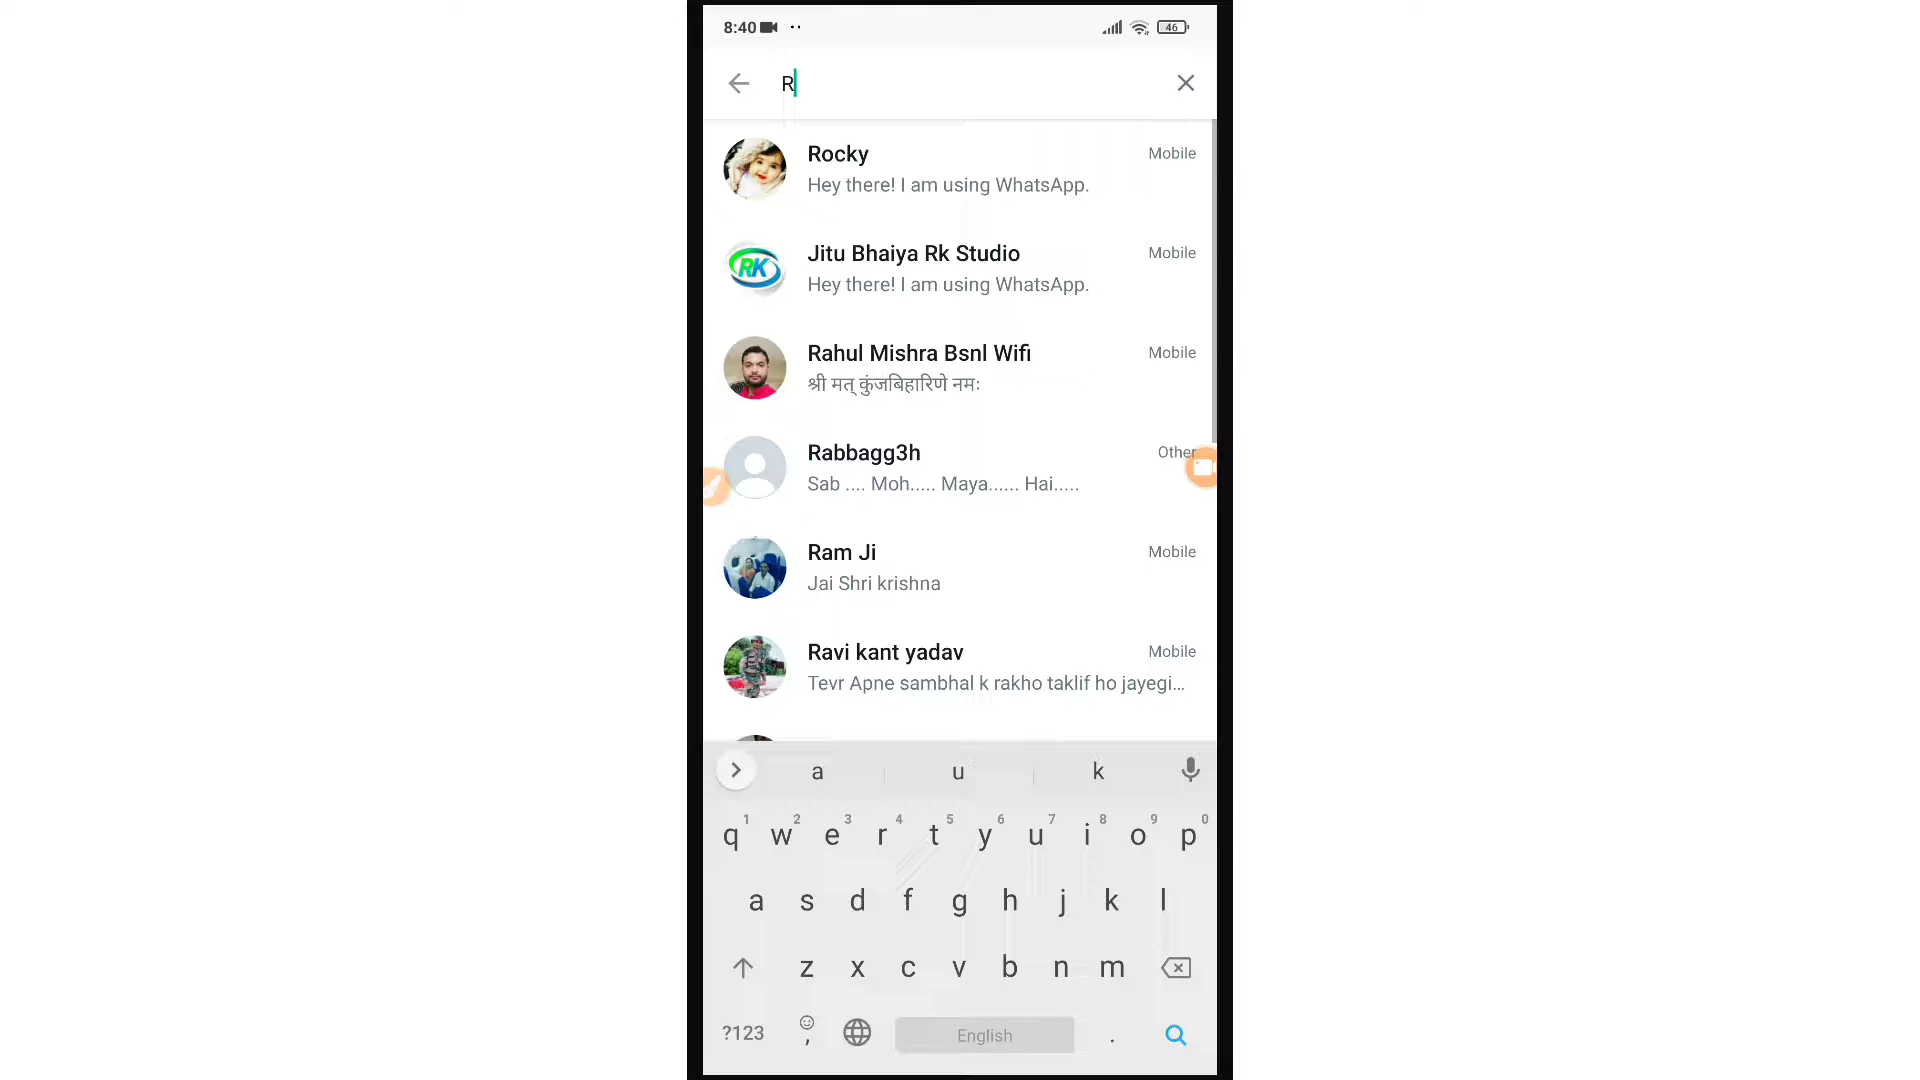 8:40
46
R
Rocky
Mobile
Hey there! I am using WhatsApp.
RK
Jitu Bhaiya Rk Studio
Mobile
Hey there! I am using WhatsApp.
Rahul Mishra Bsnl Wifi
Mobile
श्री मत् कुंजबिहारिणे नमः
Rabbagg3h
Other
Sab .... Moh..... Maya...... Hai.....
Ram Ji
Mobile
Jai Shri krishna
Ravi kant yadav
Mobile
Tevr Apne sambhal k rakho taklif ho jayegi...
a u k
1 2 3 4 5 6 7 8 9 0
q w e r t y u i o p
a s d f g h j k l
z x c v b n m
?123 , English .